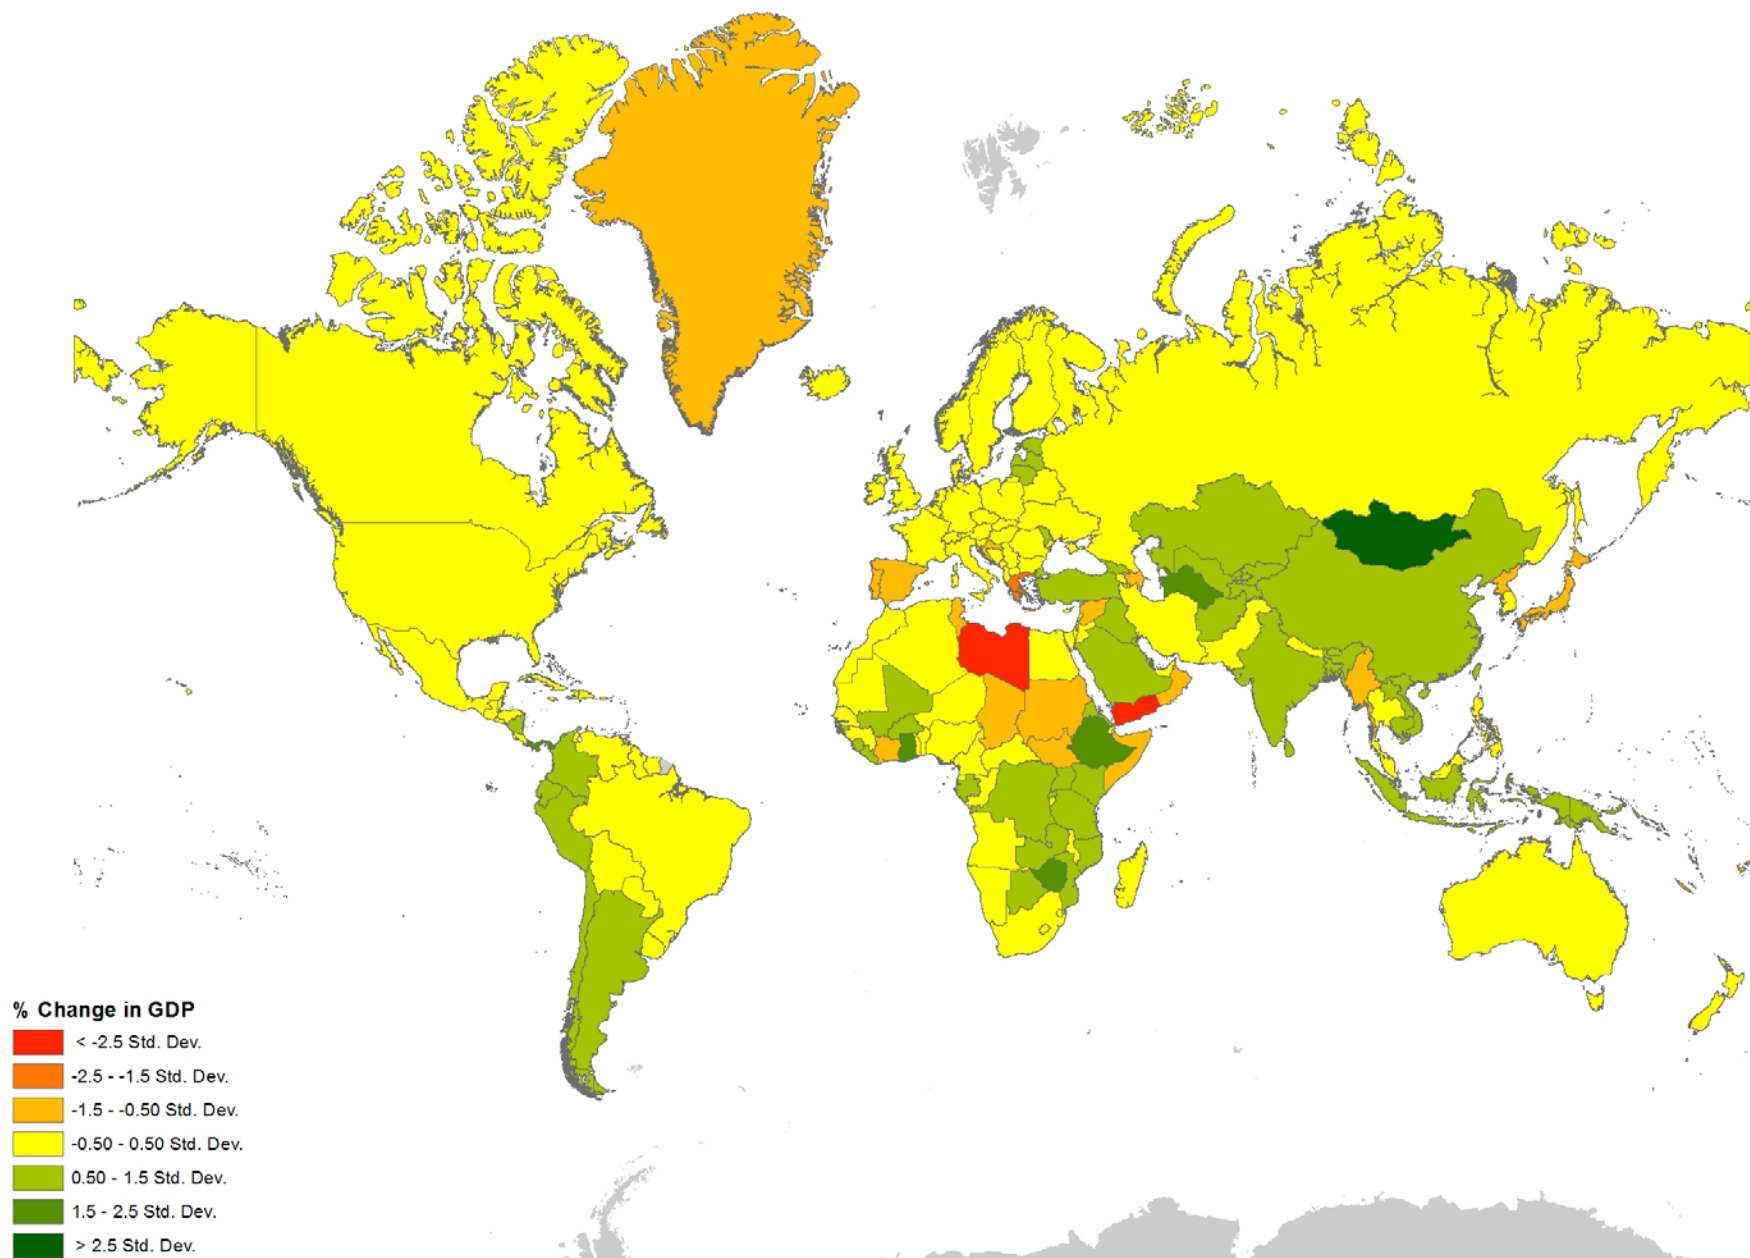 % Change in GDP
< -2.5 Std. Dev.
-2.5 - -1.5 Std. Dev.
-1.5 - -0.50 Std. Dev.
-0.50 - 0.50 Std. Dev.
0.50 - 1.5 Std. Dev.
1.5 - 2.5 Std. Dev.
> 2.5 Std. Dev.